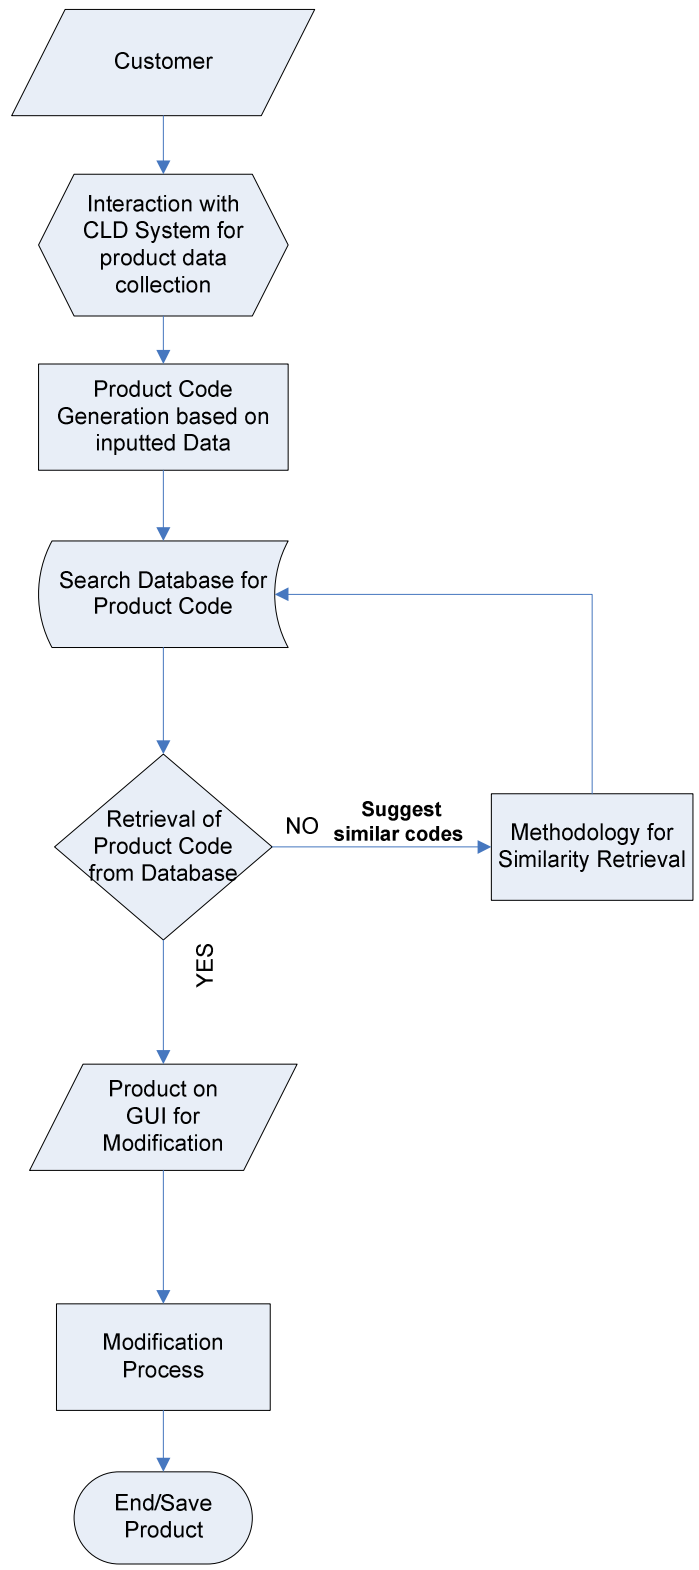 Customer
Interaction with
CLD System for
product data
collection
Product Code
Generation based on
inputted Data
Search Database for
Product Code
Retrieval of
Product Code
from Database
NO
Suggest
similar codes
Methodology for
Similarity Retrieval
YES
Product on
GUI for
Modification
Modification
Process
End/Save
Product